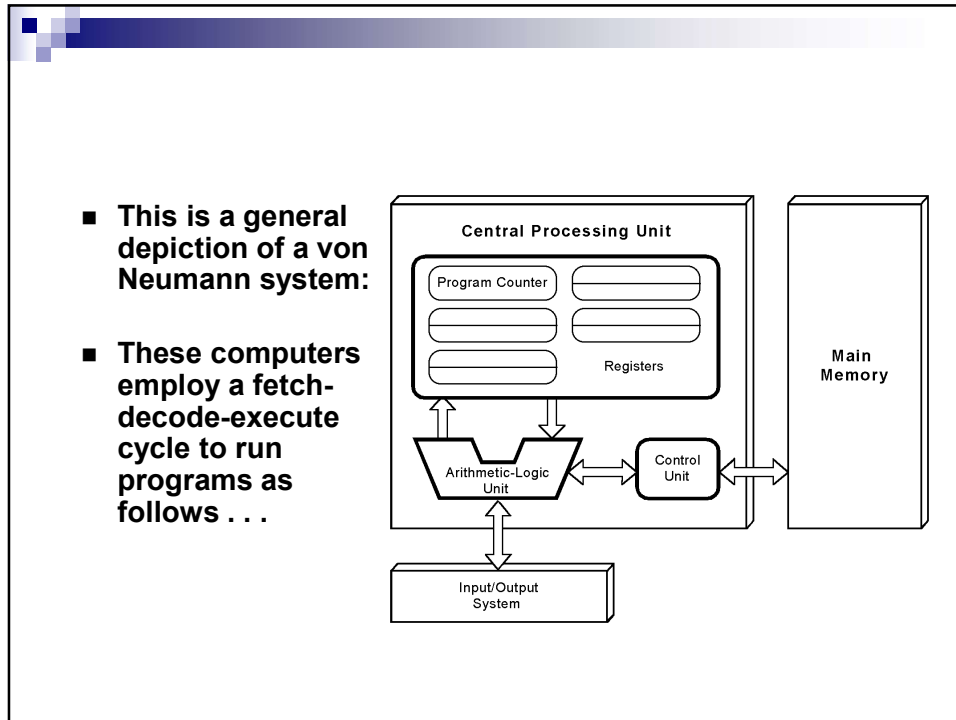 ■ This is a general
depiction of a von
Neumann system:
■ These computers
employ a fetch-
decode-execute
cycle to run
programs as
follows . . .
Central Processing Unit
Program Counter
Registers
Arithmetic-Logic
Unit
Control
Unit
Main
Memory
Input/Output
System